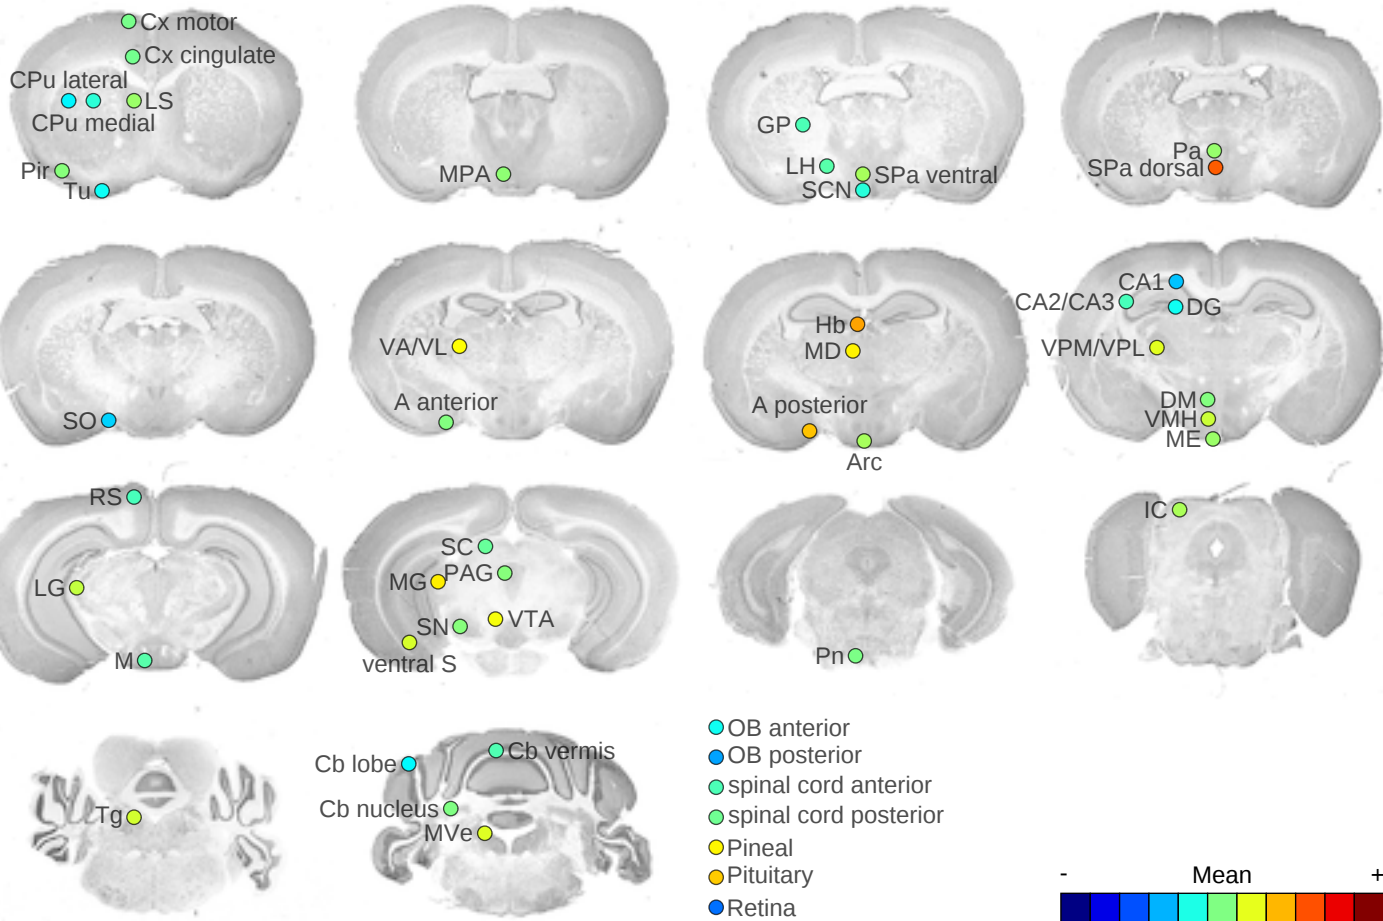 Cx motor
Cx cingulate
CPu lateral
LS
CPu medial
Pir
Tu
MPA
GP
LH
SPa ventral
SCN
Pa
SPa dorsal
SO
VA/VL
A anterior
Hb
MD
A posterior
Arc
CA1
CA2/CA3
DG
VPM/VPL
DM
VMH
ME
RS
LG
M
SC
PAG
MG
VTA
SN
ventral S
Pn
IC
Tg
Cb vermis
Cb lobe
Cb nucleus
MVe
OB anterior
OB posterior
spinal cord anterior
spinal cord posterior
Pineal
Pituitary
Retina
- Mean +